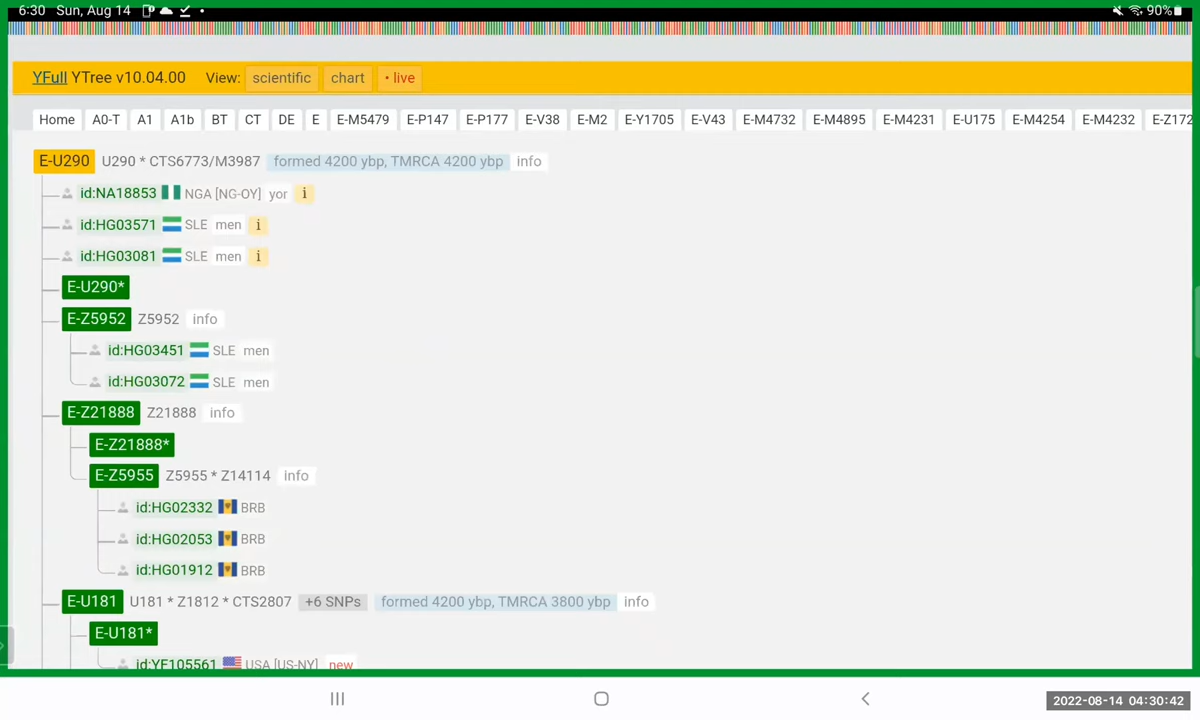 6:30 Sun, Aug 14 90%
YFull YTree v10.04.00 View: scientific chart • live
Home A0-T A1 A1b BT CT DE E E-M5479 E-P147 E-P177 E-V38 E-M2 E-Y1705 E-V43 E-M4732 E-M4895 E-M4231 E-U175 E-M4254 E-M4232 E-Z172
E-U290 U290 * CTS6773/M3987 formed 4200 ybp, TMRCA 4200 ybp info
id:NA18853 NGA [NG-OY] yor i
id:HG03571 SLE men i
id:HG03081 SLE men i
E-U290*
E-Z5952 Z5952 info
id:HG03451 SLE men
id:HG03072 SLE men
E-Z21888 Z21888 info
E-Z21888*
E-Z5955 Z5955 * Z14114 info
id:HG02332 BRB
id:HG02053 BRB
id:HG01912 BRB
E-U181 U181 * Z1812 * CTS2807 +6 SNPs formed 4200 ybp, TMRCA 3800 ybp info
E-U181*
id:YF105561 USA [US-NY] new
2022-08-14 04:30:42